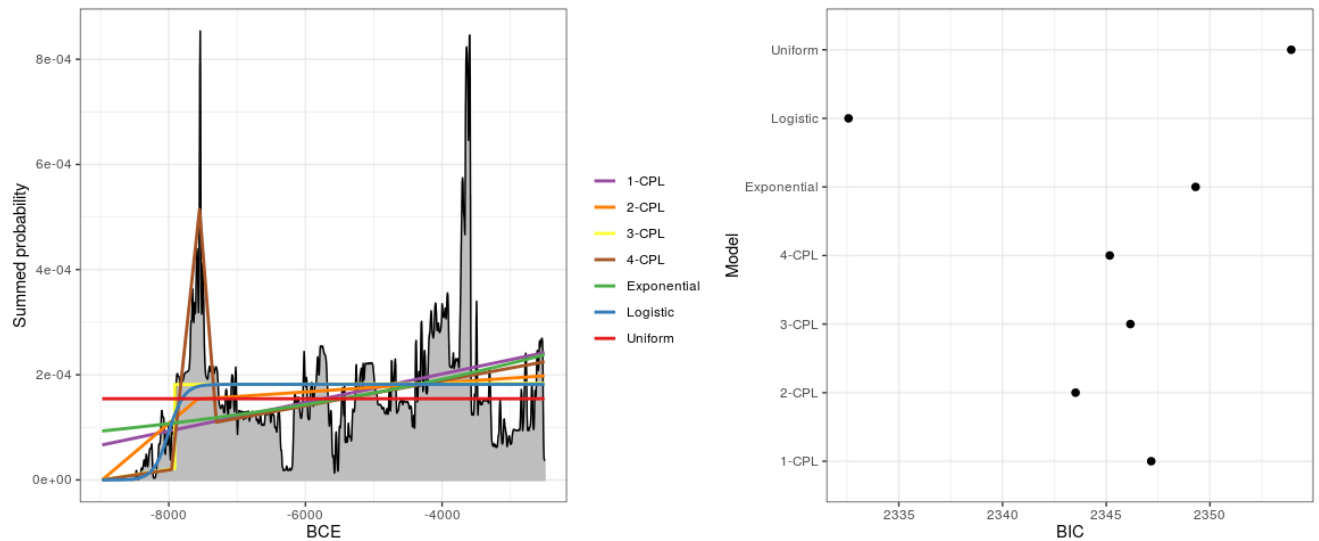 Summed probability
8e-04
6e-04
4e-04
2e-04
0e+00
-8000
-6000
-4000
BCE
1-CPL
2-CPL
3-CPL
4-CPL
Exponential
Logistic
Uniform
Model
Uniform
Logistic
Exponential
4-CPL
3-CPL
2-CPL
1-CPL
2335
2340
2345
2350
BIC